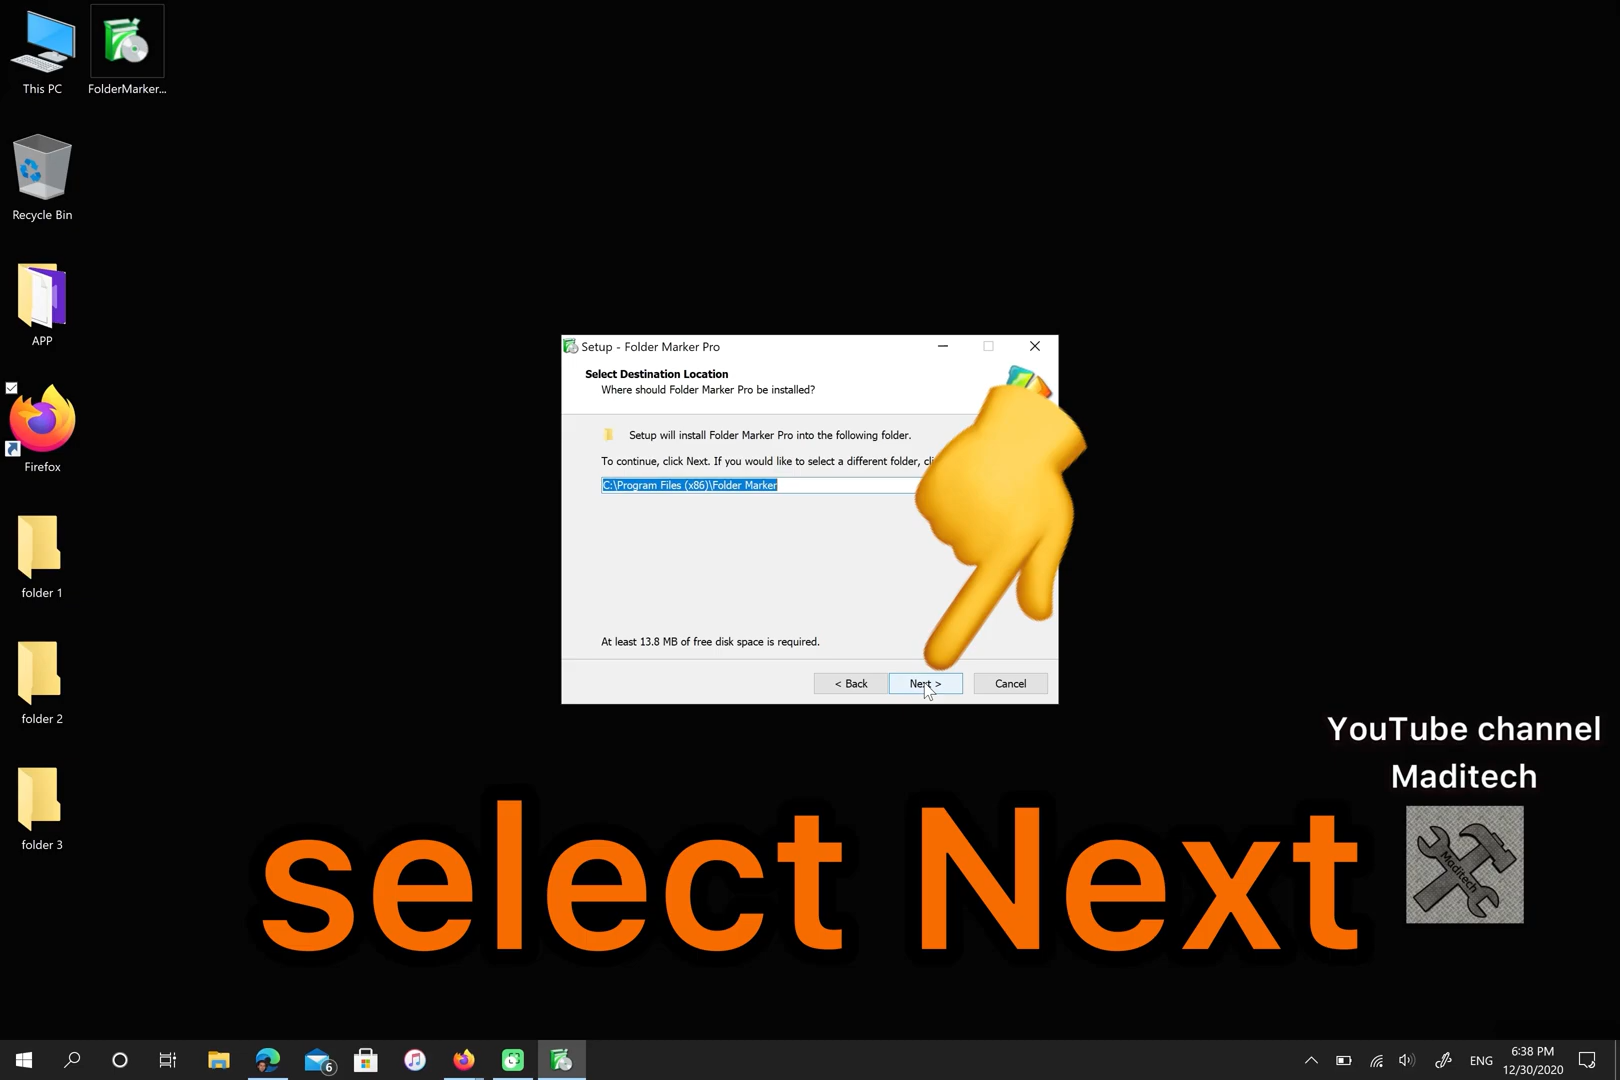 This PC
FolderMarker...
Recycle Bin
APP
Firefox
folder 1
folder 2
folder 3
Setup - Folder Marker Pro
Select Destination Location
Where should Folder Marker Pro be installed?
Setup will install Folder Marker Pro into the following folder.
To continue, click Next. If you would like to select a different folder,
C:\Program Files (x86)\Folder Marker
At least 13.8 MB of free disk space is required.
< Back
Next >
Cancel
YouTube channel
Maditech
Maditech
select Next
6
ENG
6:38 PM
12/30/2020